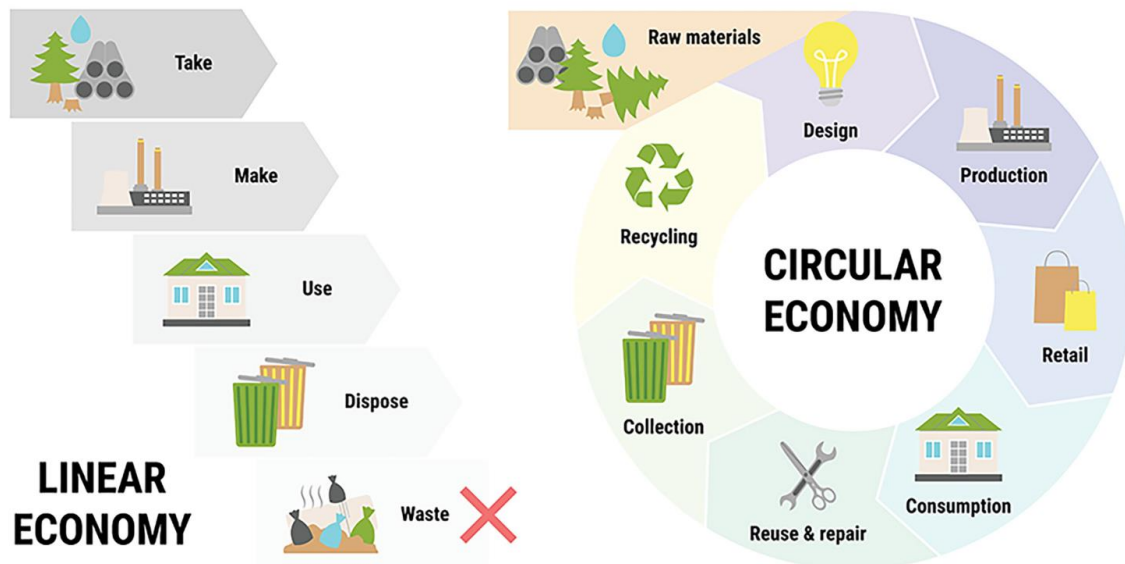 Take
Make
Use
Dispose
Waste
LINEAR
ECONOMY
Raw materials
Design
Production
Retail
Consumption
Reuse & repair
Collection
Recycling
CIRCULAR
ECONOMY